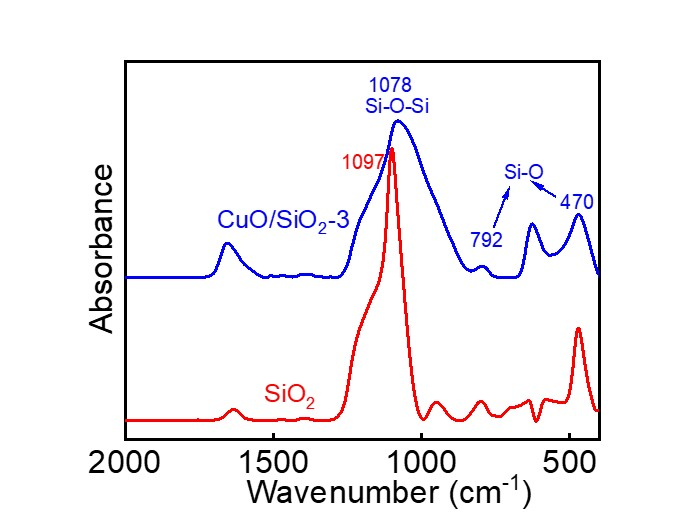 1078
Si-O-Si
1097
Si-O
470
792
CuO/SiO₂-3
SiO₂
Absorbance
2000 1500 1000 500
Wavenumber (cm⁻¹)